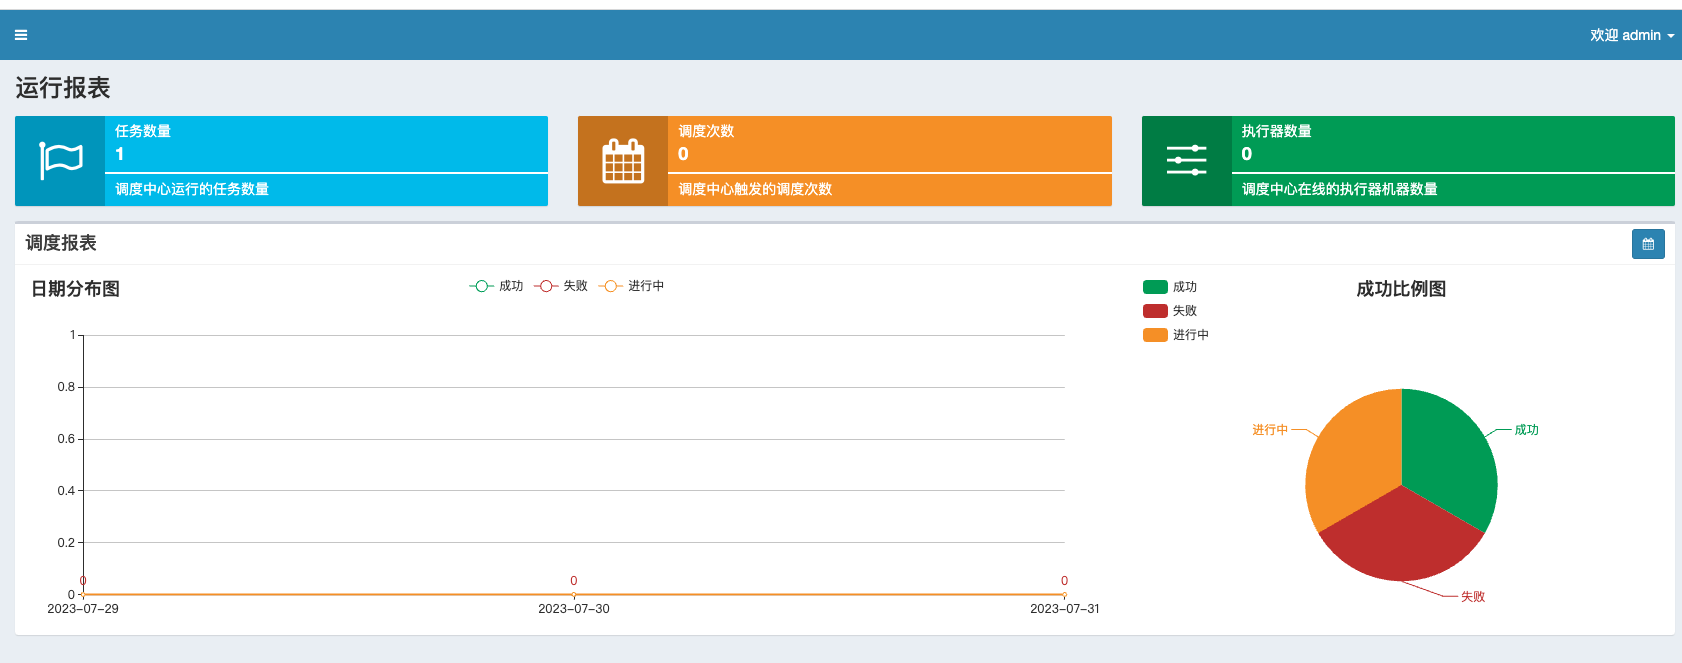 欢迎 admin
运行报表
任务数量
1
调度中心运行的任务数量
调度次数
0
调度中心触发的调度次数
执行器数量
0
调度中心在线的执行器机器数量
调度报表
日期分布图
成功 失败 进行中
1
0.8
0.6
0.4
0.2
0
0 0 0
2023-07-29 2023-07-30 2023-07-31
成功
失败
进行中
成功比例图
进行中
成功
失败